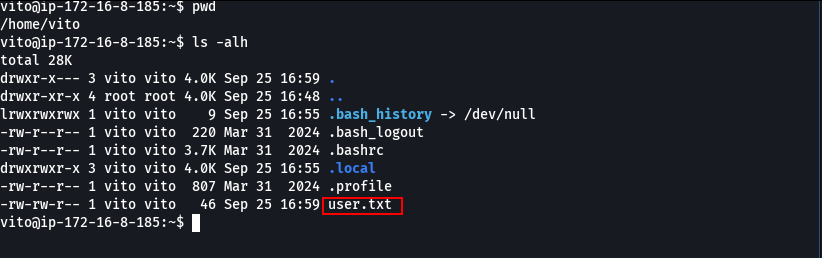 vito@ip-172-16-8-185:~$ pwd
/home/vito
vito@ip-172-16-8-185:~$ ls -alh
total 28K
drwxr-x--- 3 vito vito 4.0K Sep 25 16:59 .
drwxr-xr-x 4 root root 4.0K Sep 25 16:48 ..
lrwxrwxrwx 1 vito vito    9 Sep 25 16:55 .bash_history -> /dev/null
-rw-r--r-- 1 vito vito  220 Mar 31  2024 .bash_logout
-rw-r--r-- 1 vito vito 3.7K Mar 31  2024 .bashrc
drwxrwxr-x 3 vito vito 4.0K Sep 25 16:55 .local
-rw-r--r-- 1 vito vito  807 Mar 31  2024 .profile
-rw-rw-r-- 1 vito vito   46 Sep 25 16:59 user.txt
vito@ip-172-16-8-185:~$